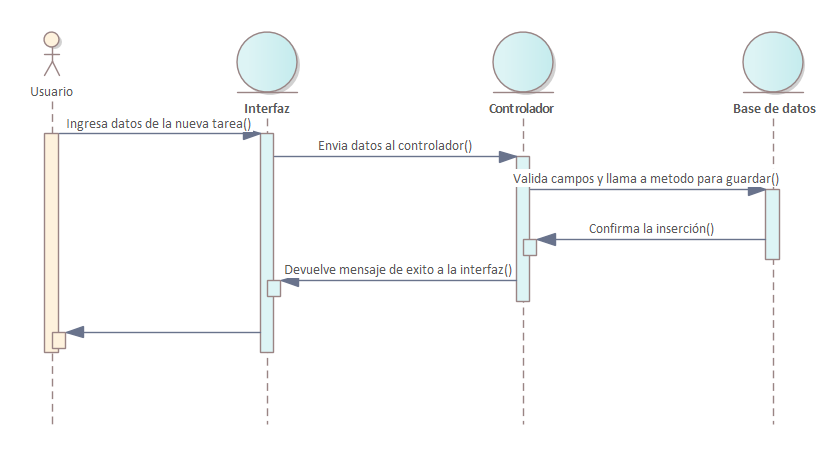 Usuario
Interfaz
Controlador
Base de datos
Ingresa datos de la nueva tarea()
Envia datos al controlador()
Valida campos y llama a metodo para guardar()
Confirma la inserción()
Devuelve mensaje de exito a la interfaz()